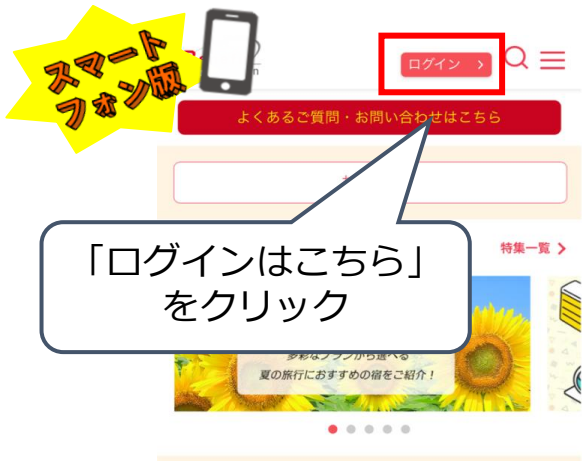 スマート
フォン版
ログイン
よくあるご質問・お問い合わせはこちら
「ログインはこちら」
をクリック
特集一覧
多彩なプランから選べる
夏の旅行におすすめの宿をご紹介！